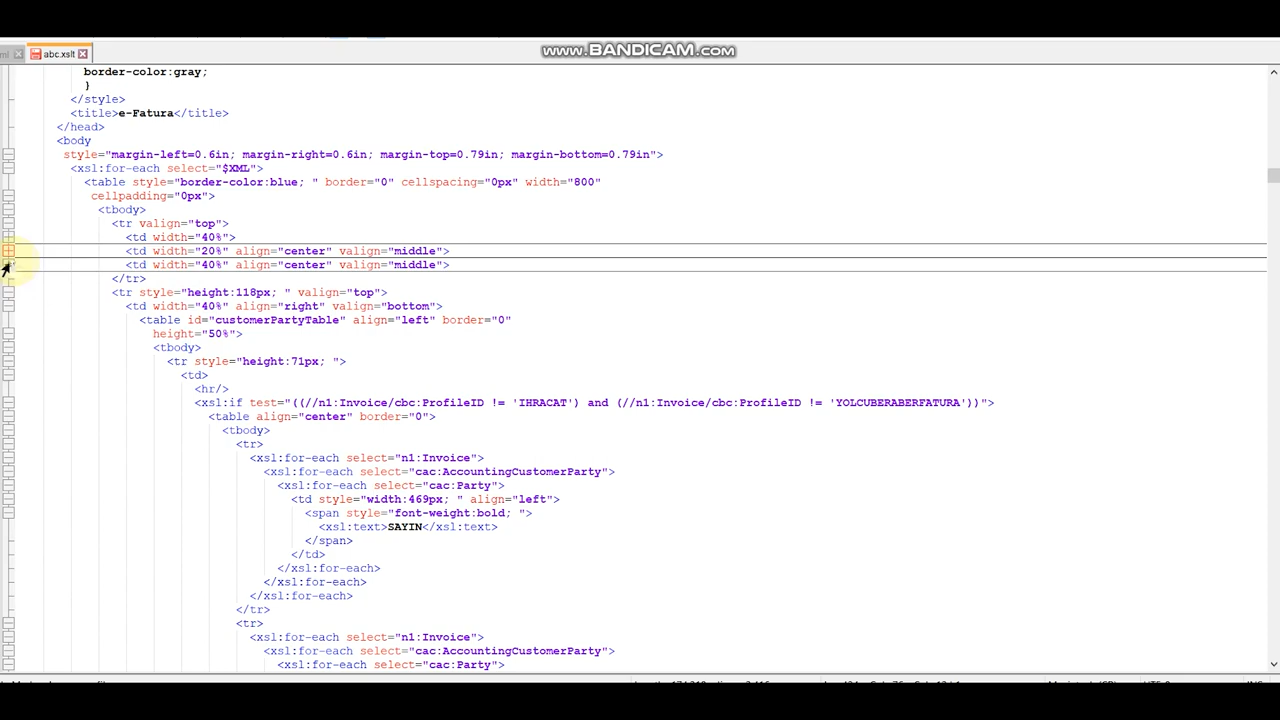 www.BANDICAM.com
abc.xslt
border-color:gray;
}
</style>
<title>e-Fatura</title>
</head>
<body
style="margin-left=0.6in; margin-right=0.6in; margin-top=0.79in; margin-bottom=0.79in">
<xsl:for-each select="$XML">
<table style="border-color:blue; " border="0" cellspacing="0px" width="800"
cellpadding="0px">
<tbody>
<tr valign="top">
<td width="40%">
<td width="20%" align="center" valign="middle">
<td width="40%" align="center" valign="middle">
</tr>
<tr style="height:118px; " valign="top">
<td width="40%" align="right" valign="bottom">
<table id="customerPartyTable" align="left" border="0"
height="50%">
<tbody>
<tr style="height:71px; ">
<td>
<hr/>
<xsl:if test="((//n1:Invoice/cbc:ProfileID != 'IHRACAT') and (//n1:Invoice/cbc:ProfileID != 'YOLCUBERABERFATURA'))">
<table align="center" border="0">
<tbody>
<tr>
<xsl:for-each select="n1:Invoice">
<xsl:for-each select="cac:AccountingCustomerParty">
<xsl:for-each select="cac:Party">
<td style="width:469px; " align="left">
<span style="font-weight:bold; ">
<xsl:text>SAYIN</xsl:text>
</span>
</td>
</xsl:for-each>
</xsl:for-each>
</xsl:for-each>
</tr>
<tr>
<xsl:for-each select="n1:Invoice">
<xsl:for-each select="cac:AccountingCustomerParty">
<xsl:for-each select="cac:Party">